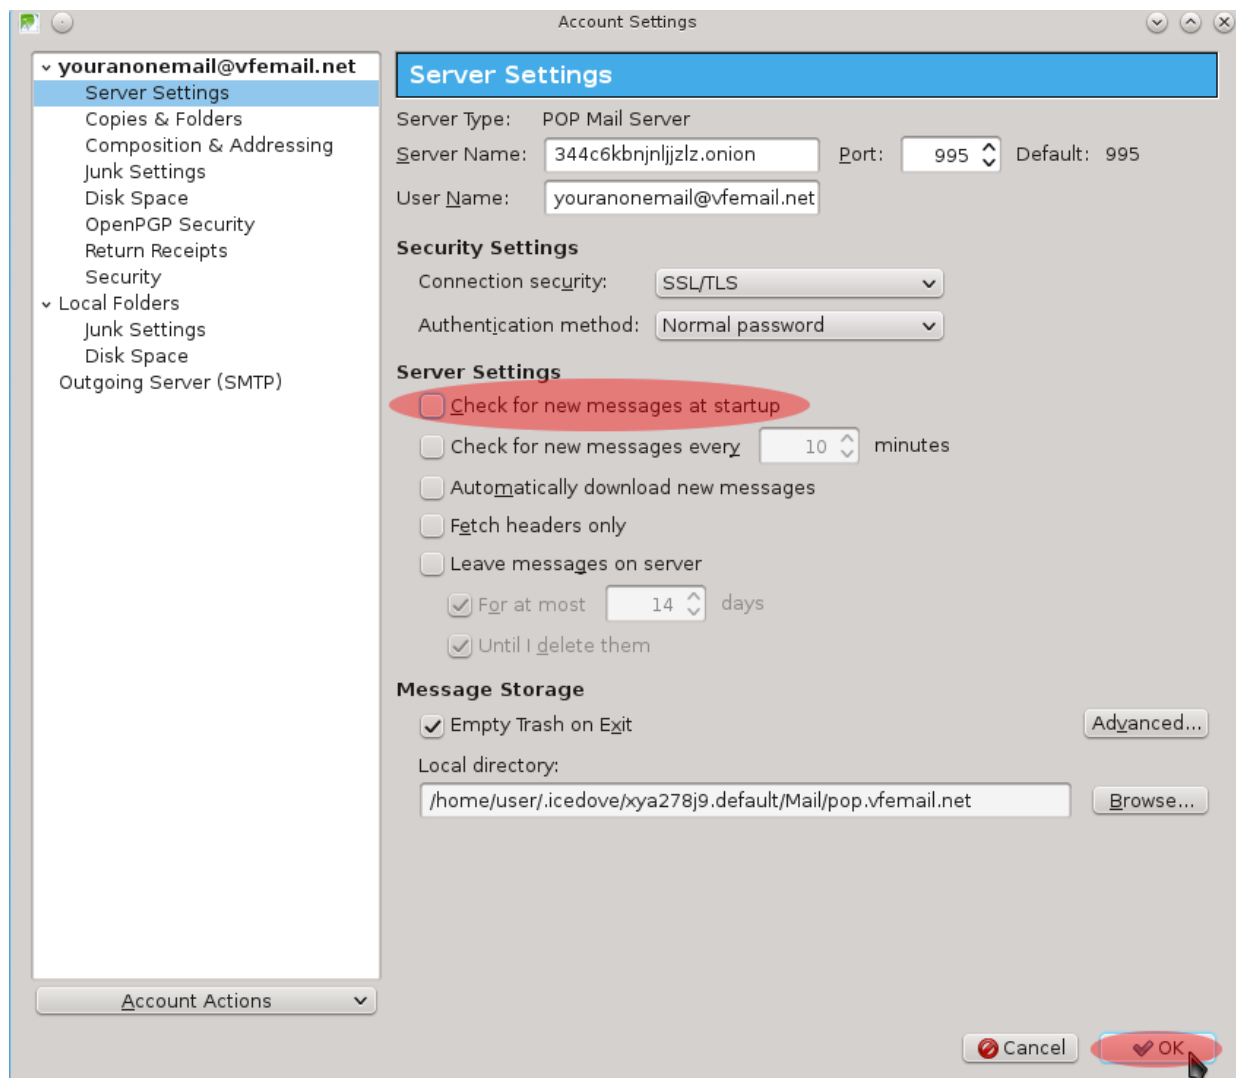 Account Settings
youranonemail@vfemail.net
Server Settings
Copies & Folders
Composition & Addressing
Junk Settings
Disk Space
OpenPGP Security
Return Receipts
Security
Local Folders
Junk Settings
Disk Space
Outgoing Server (SMTP)
Account Actions
Server Settings
Server Type: POP Mail Server
Server Name: 344c6kbnjnljjzlz.onion Port: 995 Default: 995
User Name: youranonemail@vfemail.net
Security Settings
Connection security: SSL/TLS
Authentication method: Normal password
Server Settings
Check for new messages at startup
Check for new messages every 10 minutes
Automatically download new messages
Fetch headers only
Leave messages on server
For at most 14 days
Until I delete them
Message Storage
Empty Trash on Exit Advanced...
Local directory:
/home/user/.icedove/xya278j9.default/Mail/pop.vfemail.net Browse...
Cancel OK